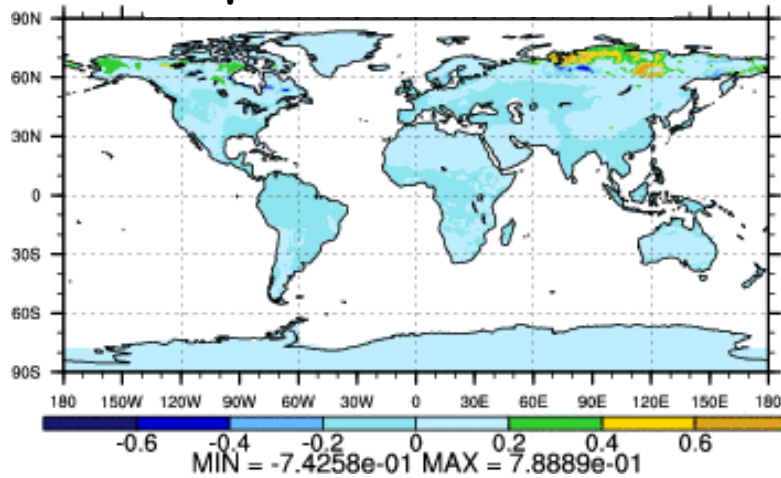 90N
60N
30N
0
30S
60S
90S
180 150W 120W 90W 60W 30W 0 30E 60E 90E 120E 150E 180
-0.6 -0.4 -0.2 0 0.2 0.4 0.6
MIN = -7.4258e-01 MAX = 7.8889e-01